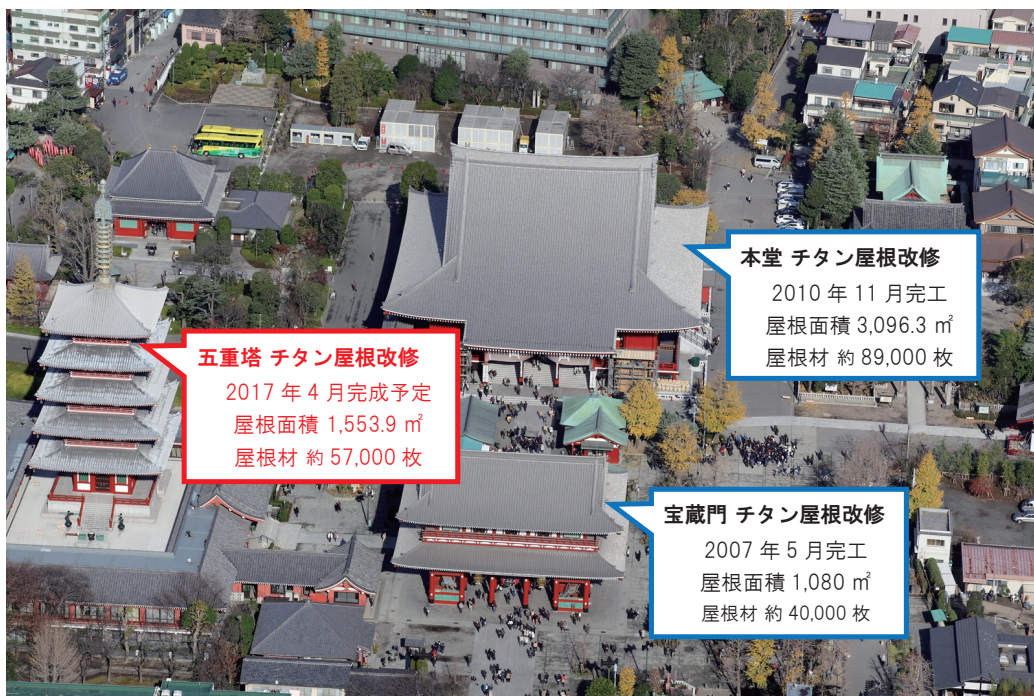 本堂 チタン屋根改修
2010 年 11 月完工
屋根面積 3,096.3 ㎡
屋根材 約 89,000 枚
五重塔 チタン屋根改修
2017 年 4 月完成予定
屋根面積 1,553.9 ㎡
屋根材 約 57,000 枚
宝蔵門 チタン屋根改修
2007 年 5 月完工
屋根面積 1,080 ㎡
屋根材 約 40,000 枚